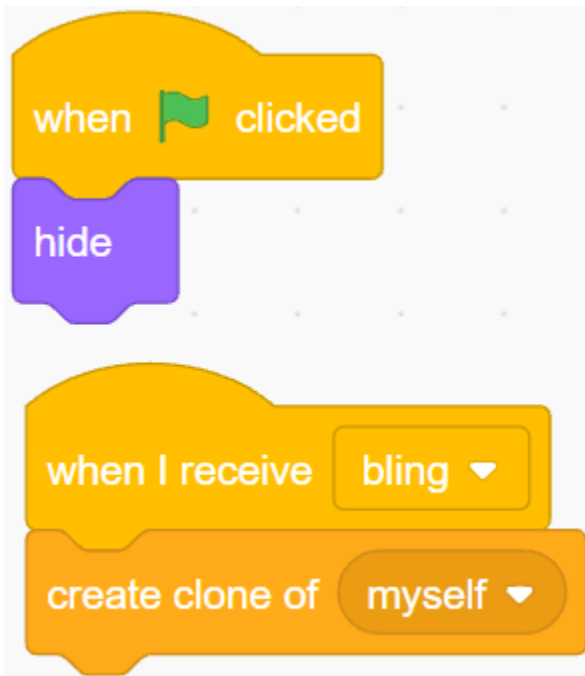 when clicked
hide
when I receive bling
create clone of myself